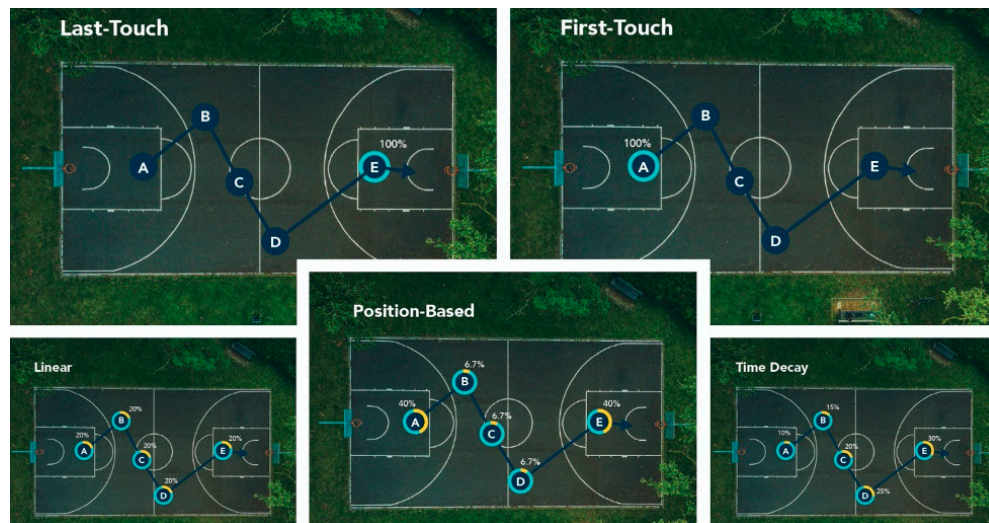 Last-Touch
A
B
C
D
E
100%
First-Touch
100%
A
B
C
D
E
Linear
20%
A
20%
B
20%
C
20%
D
20%
E
Position-Based
40%
A
6.7%
B
6.7%
C
6.7%
D
40%
E
Time Decay
10%
A
15%
B
20%
C
25%
D
30%
E